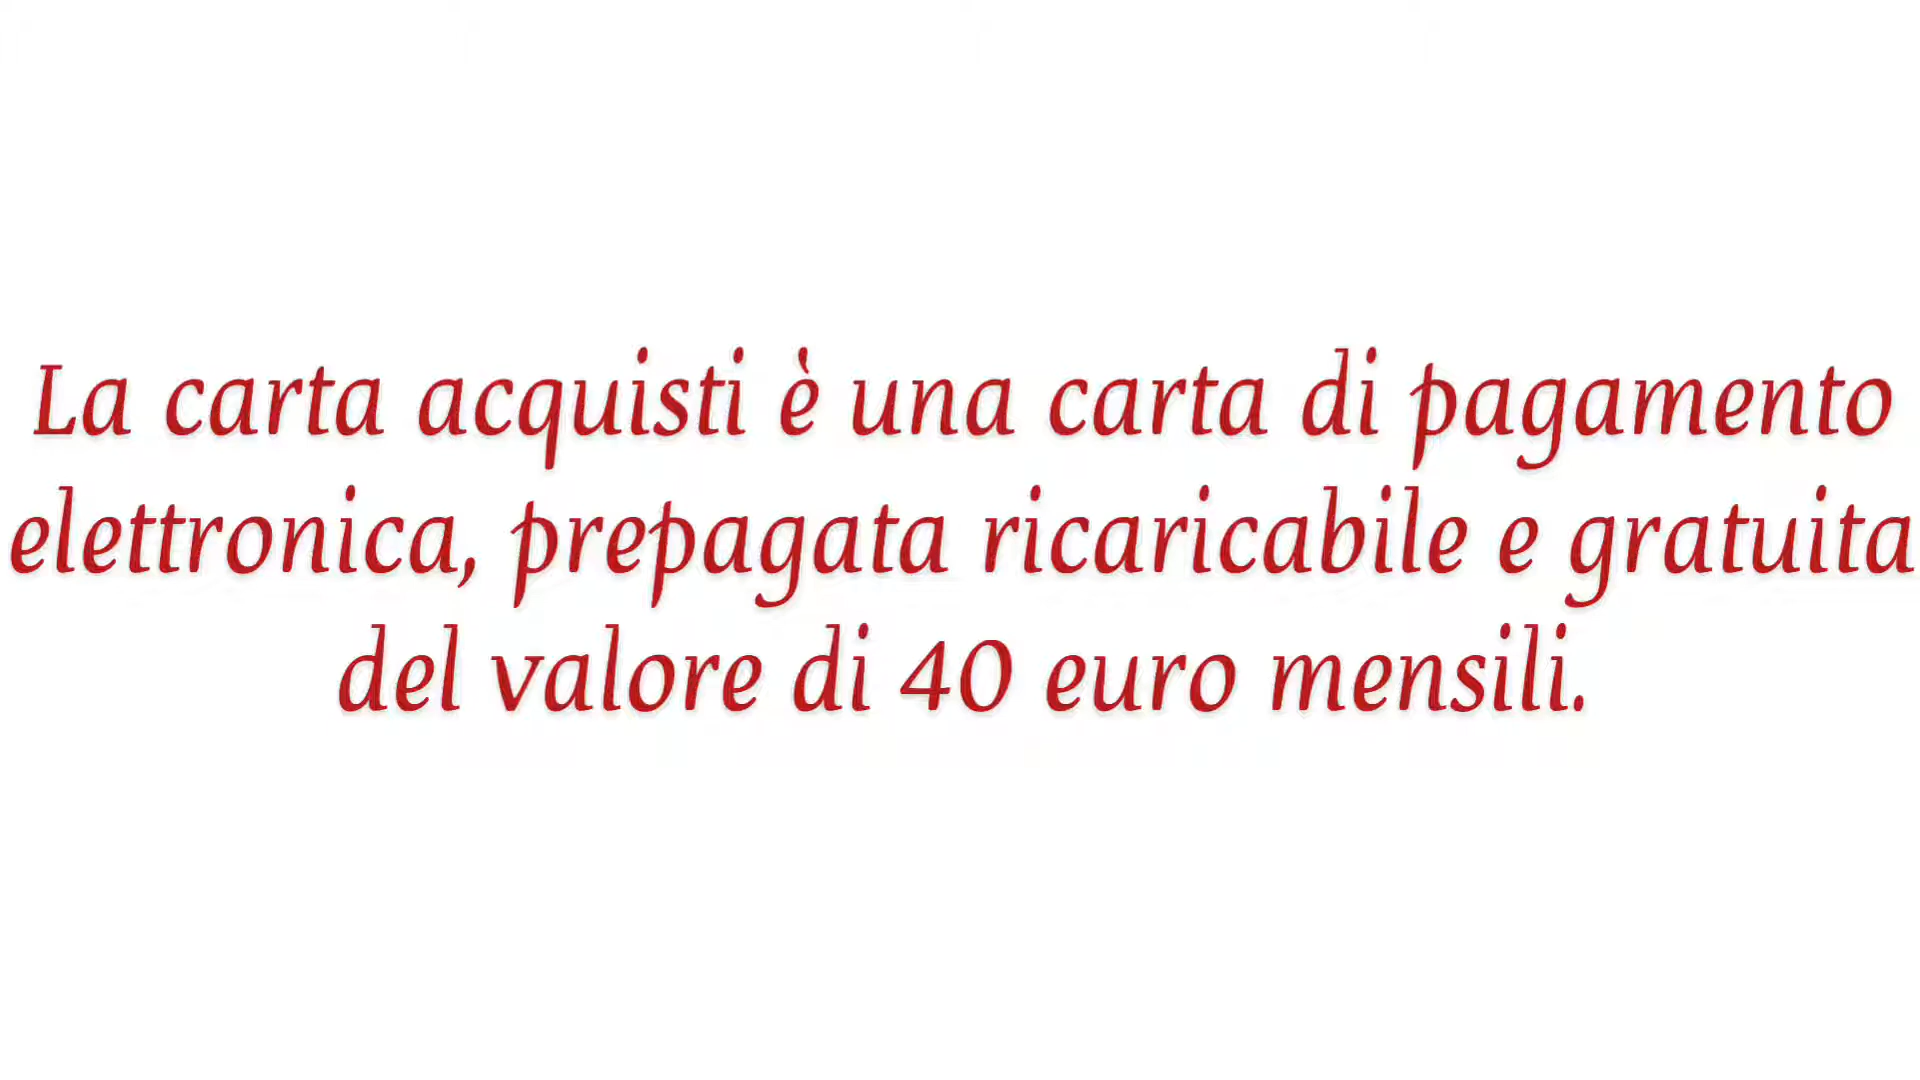 La carta acquisti è una carta di pagamento
elettronica, prepagata ricaricabile e gratuita
del valore di 40 euro mensili.